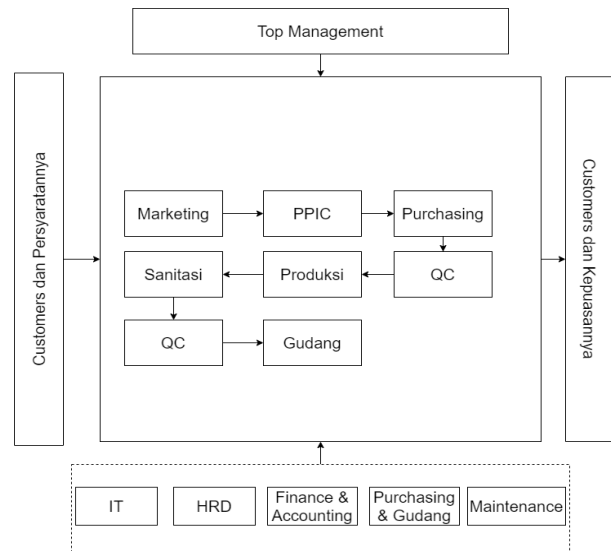 Top Management
Customers dan Persyaratannya
Customers dan Kepuasannya
Marketing
PPIC
Purchasing
Sanitasi
Produksi
QC
QC
Gudang
IT
HRD
Finance &
Accounting
Purchasing
& Gudang
Maintenance